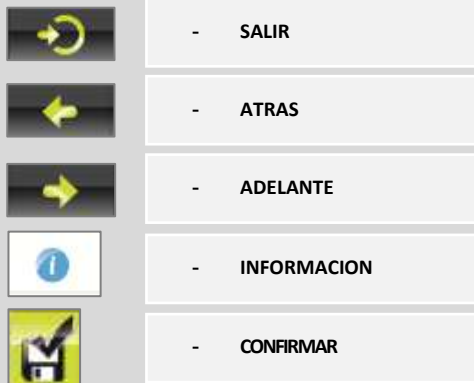 - SALIR
- ATRAS
- ADELANTE
i
- INFORMACION
- CONFIRMAR